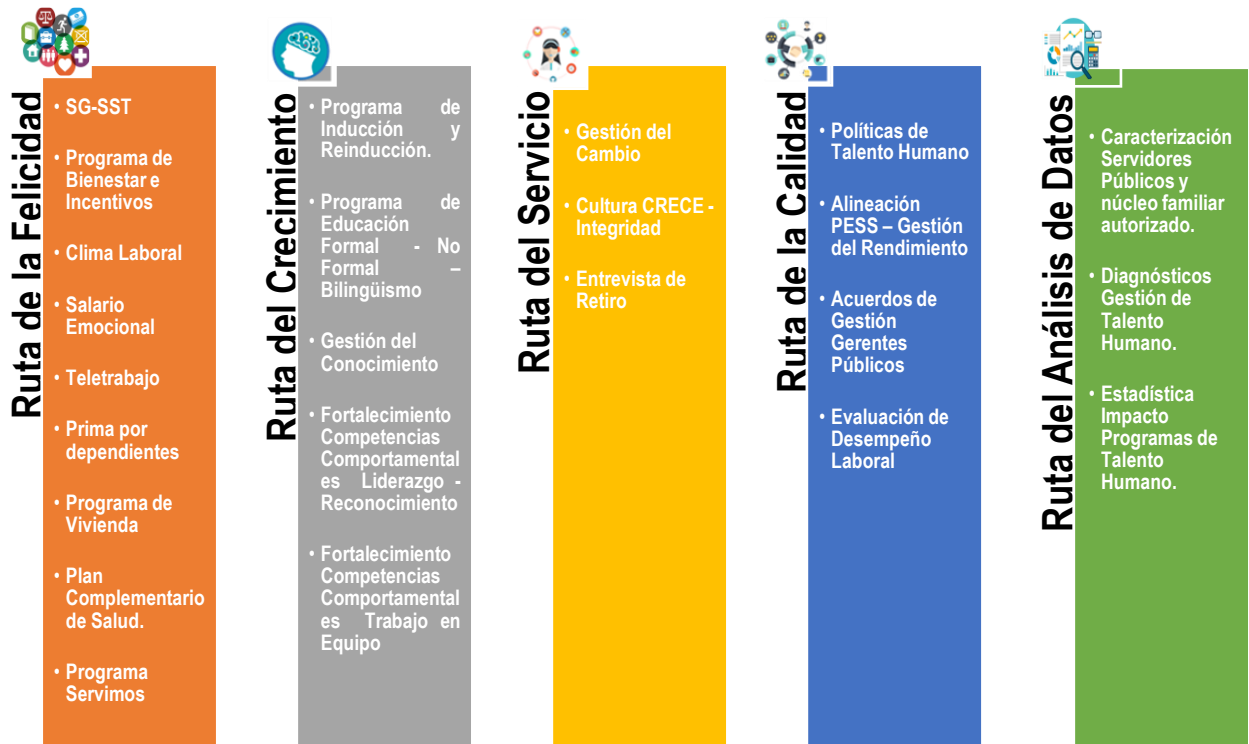 Ruta de la Felicidad
• SG-SST
• Programa de
Bienestar e
Incentivos
• Clima Laboral
• Salario
Emocional
• Teletrabajo
• Prima por
dependientes
• Programa de
Vivienda
• Plan
Complementario
de Salud.
• Programa
Servimos
Ruta del Crecimiento
• Programa de
Inducción y
Reinducción.
• Programa de
Educación
Formal - No
Formal –
Bilingüismo
• Gestión del
Conocimiento
• Fortalecimiento
Competencias
Comportamental
es Liderazgo -
Reconocimiento
• Fortalecimiento
Competencias
Comportamental
es Trabajo en
Equipo
Ruta del Servicio
• Gestión del
Cambio
• Cultura CRECE -
Integridad
• Entrevista de
Retiro
Ruta de la Calidad
• Políticas de
Talento Humano
• Alineación
PESS – Gestión
del Rendimiento
• Acuerdos de
Gestión
Gerentes
Públicos
• Evaluación de
Desempeño
Laboral
Ruta del Análisis de Datos
• Caracterización
Servidores
Públicos y
núcleo familiar
autorizado.
• Diagnósticos
Gestión de
Talento
Humano.
• Estadística
Impacto
Programas de
Talento
Humano.